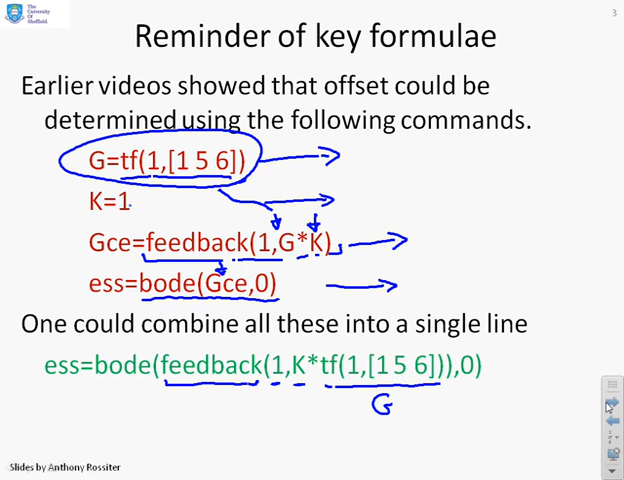 The
University
Of
Sheffield.
3
Reminder of key formulae
Earlier videos showed that offset could be
determined using the following commands.
G=tf(1,[1 5 6])
K=1
Gce=feedback(1,G*K)
ess=bode(Gce,0)
One could combine all these into a single line
ess=bode(feedback(1,K*tf(1,[1 5 6])),0)
G
Slides by Anthony Rossiter